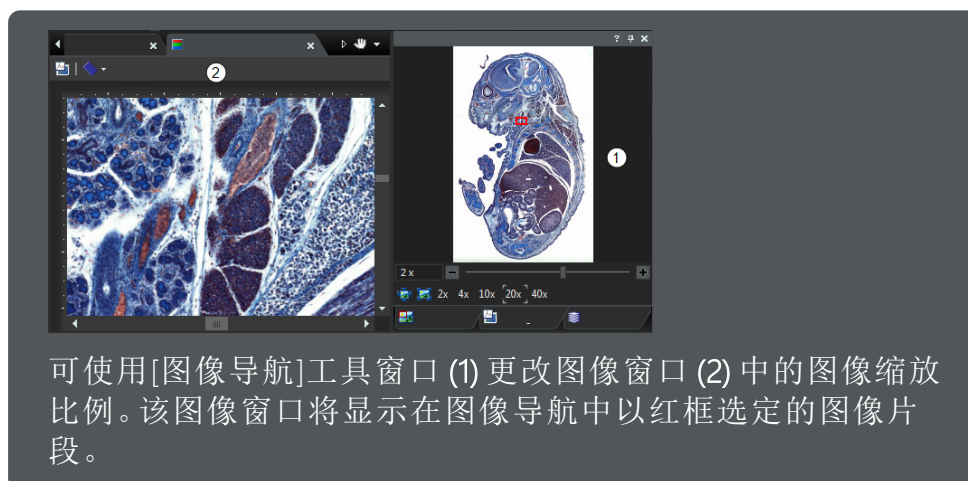 2
1
2 x
2x 4x 10x 20x 40x
可使用[图像导航]工具窗口 (1) 更改图像窗口 (2) 中的图像缩放
比例。该图像窗口将显示在图像导航中以红框选定的图像片
段。